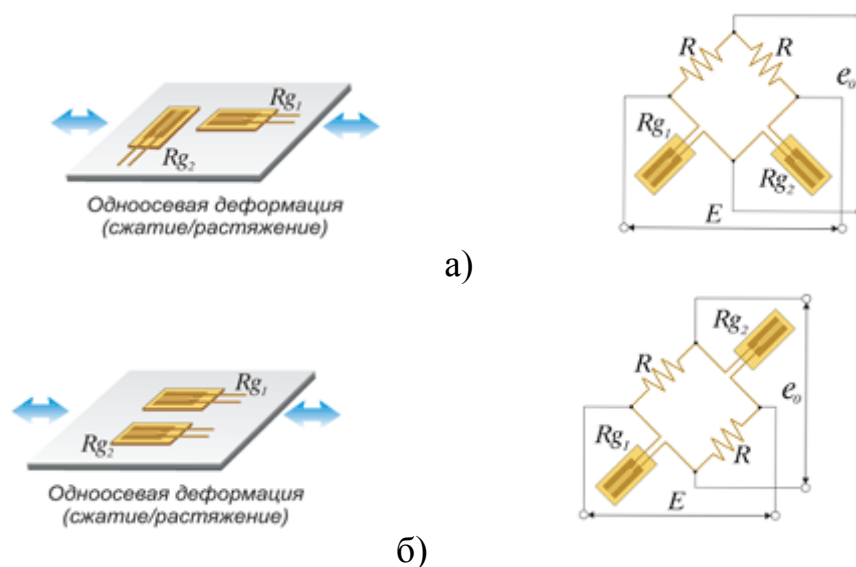 Rg₁
Rg₂
Одноосевая деформация
(сжатие/растяжение)
R
R
e₀
Rg₁
Rg₂
E
а)
Rg₁
Rg₂
Одноосевая деформация
(сжатие/растяжение)
Rg₂
R
e₀
Rg₁
R
E
б)